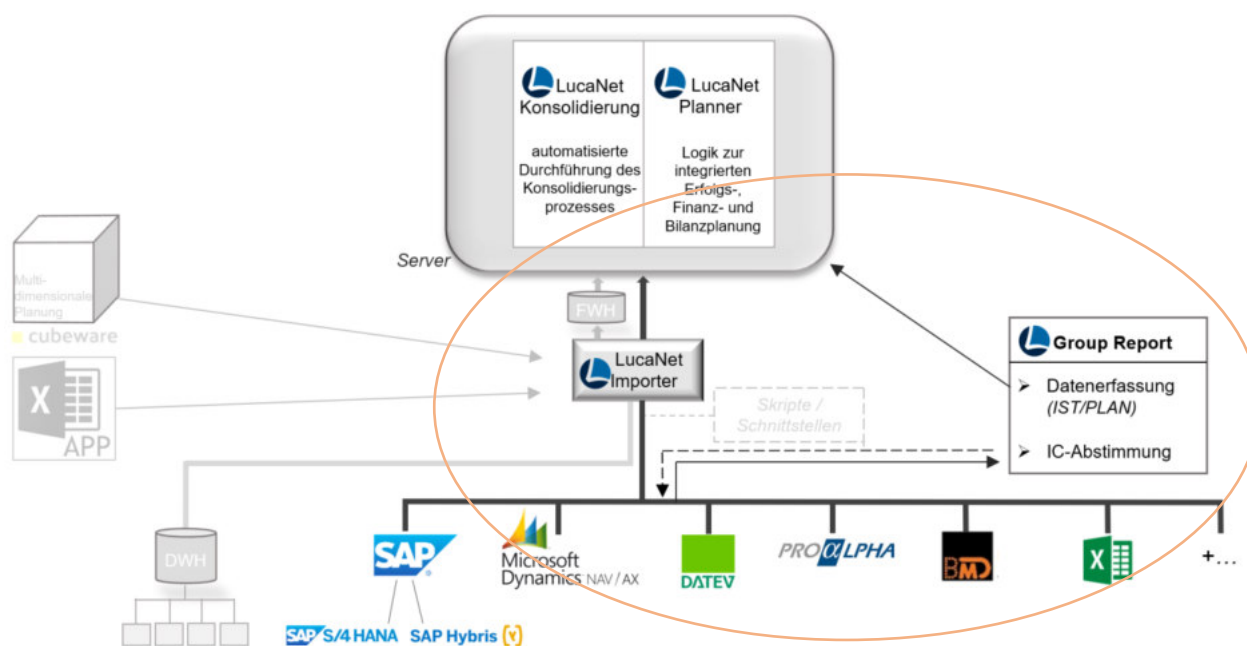 LucaNet
Konsolidierung
automatisierte
Durchführung des
Konsolidierungs-
prozesses
LucaNet
Planner
Logik zur
integrierten
Erfolgs-,
Finanz- und
Bilanzplanung
Server
Multi-
dimensionale
Planung
cubeware
FWH
X
APP
LucaNet
Importer
Skripte /
Schnittstellen
Group Report
Datenerfassung
(IST/PLAN)
IC-Abstimmung
DWH
SAP
Microsoft
Dynamics NAV / AX
DATEV
PROαLPHA
BMD
X
+...
SAP S/4 HANA
SAP Hybris (y)